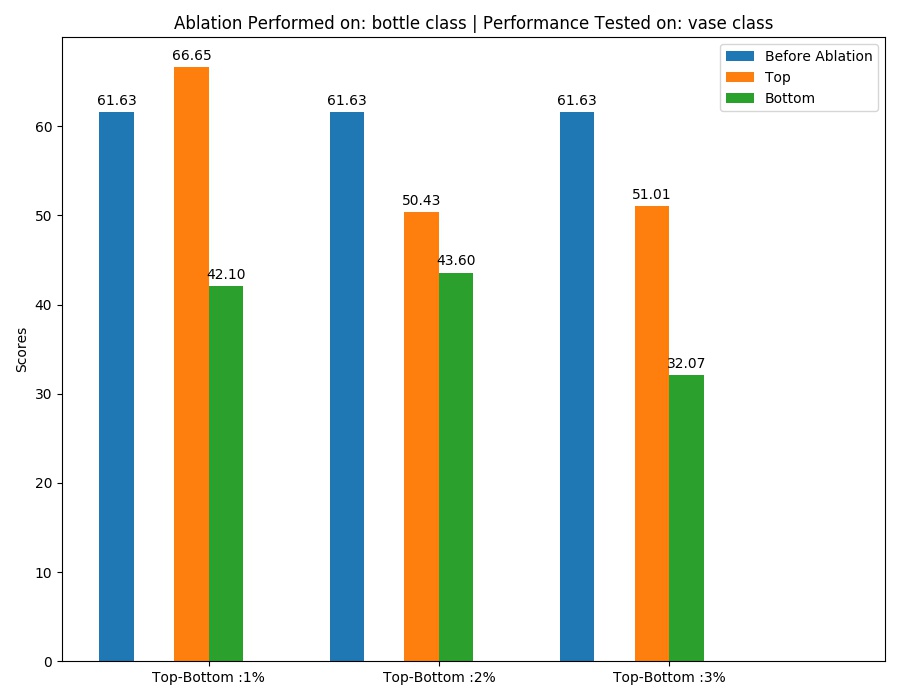 Ablation Performed on: bottle class | Performance Tested on: vase class
Before Ablation
Top
Bottom
61.63
66.65
42.10
61.63
50.43
43.60
61.63
51.01
32.07
Scores
60
50
40
30
20
10
0
Top-Bottom :1%
Top-Bottom :2%
Top-Bottom :3%